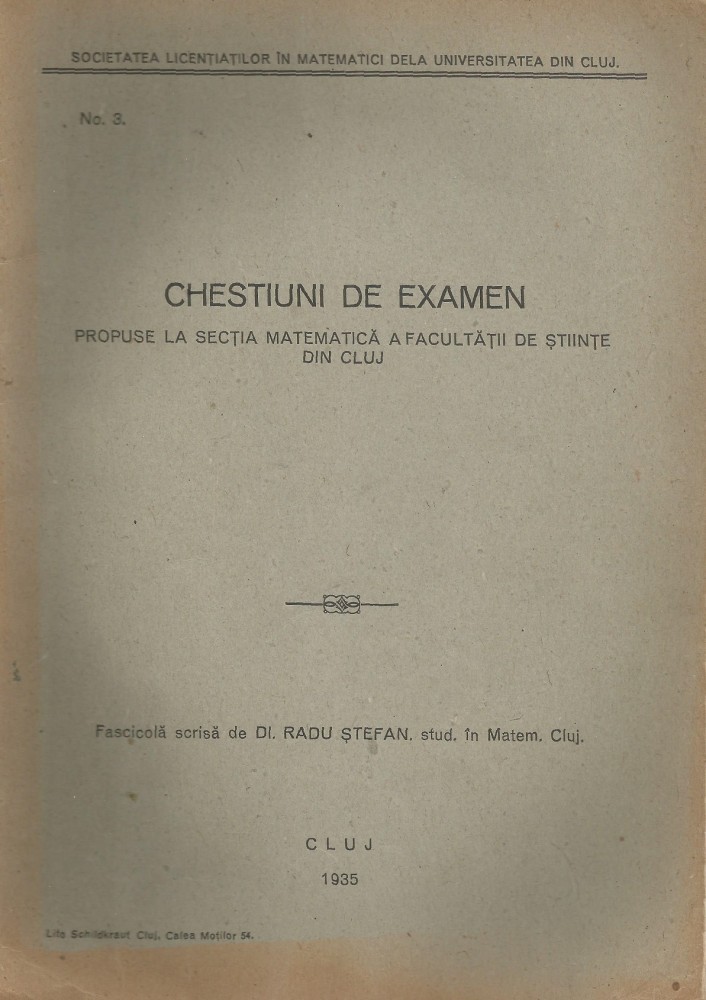 SOCIETATEA LICENȚIAȚILOR ÎN MATEMATICI DELA UNIVERSITATEA DIN CLUJ.
No. 3.
CHESTIUNI DE EXAMEN
PROPUSE LA SECȚIA MATEMATICĂ A FACULTĂȚII DE ȘTIINȚE
DIN CLUJ
Fascicolă scrisă de Dl. RADU ȘTEFAN. stud. în Matem. Cluj.
CLUJ
1935
Lito Schildkraut Cluj, Calea Moților 54.